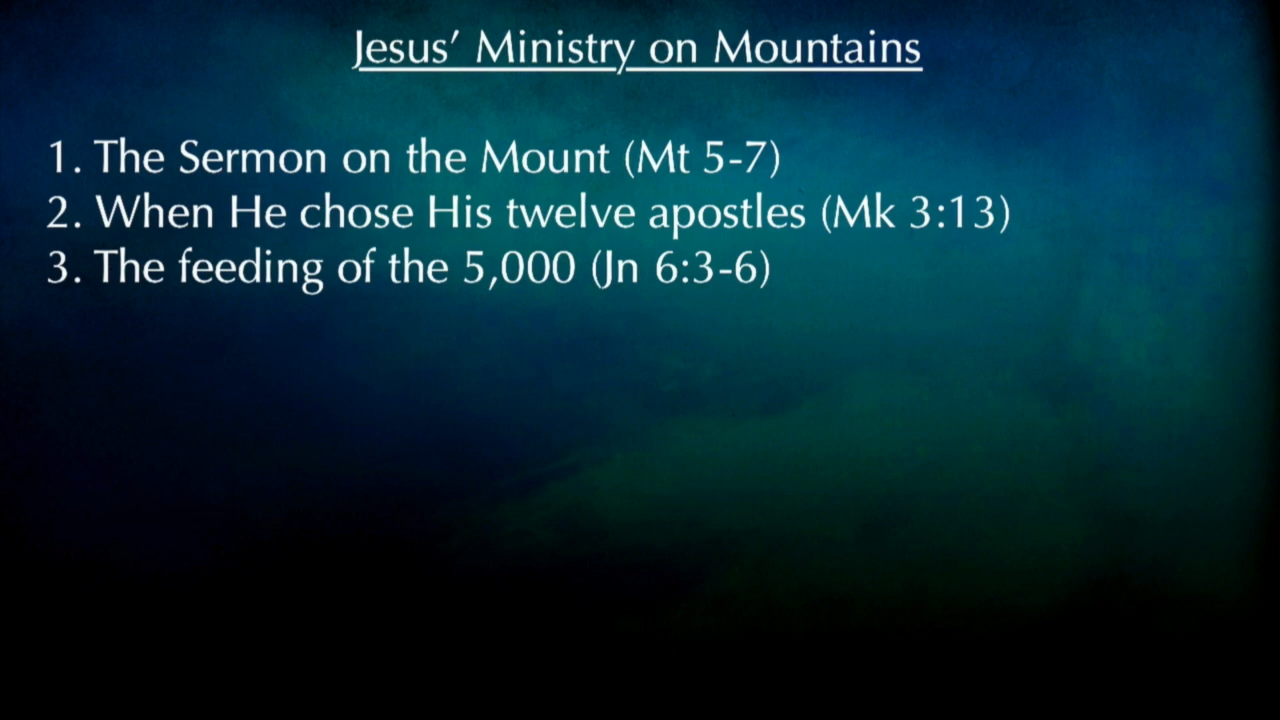 Jesus’ Ministry on Mountains
1. The Sermon on the Mount (Mt 5-7)
2. When He chose His twelve apostles (Mk 3:13)
3. The feeding of the 5,000 (Jn 6:3-6)